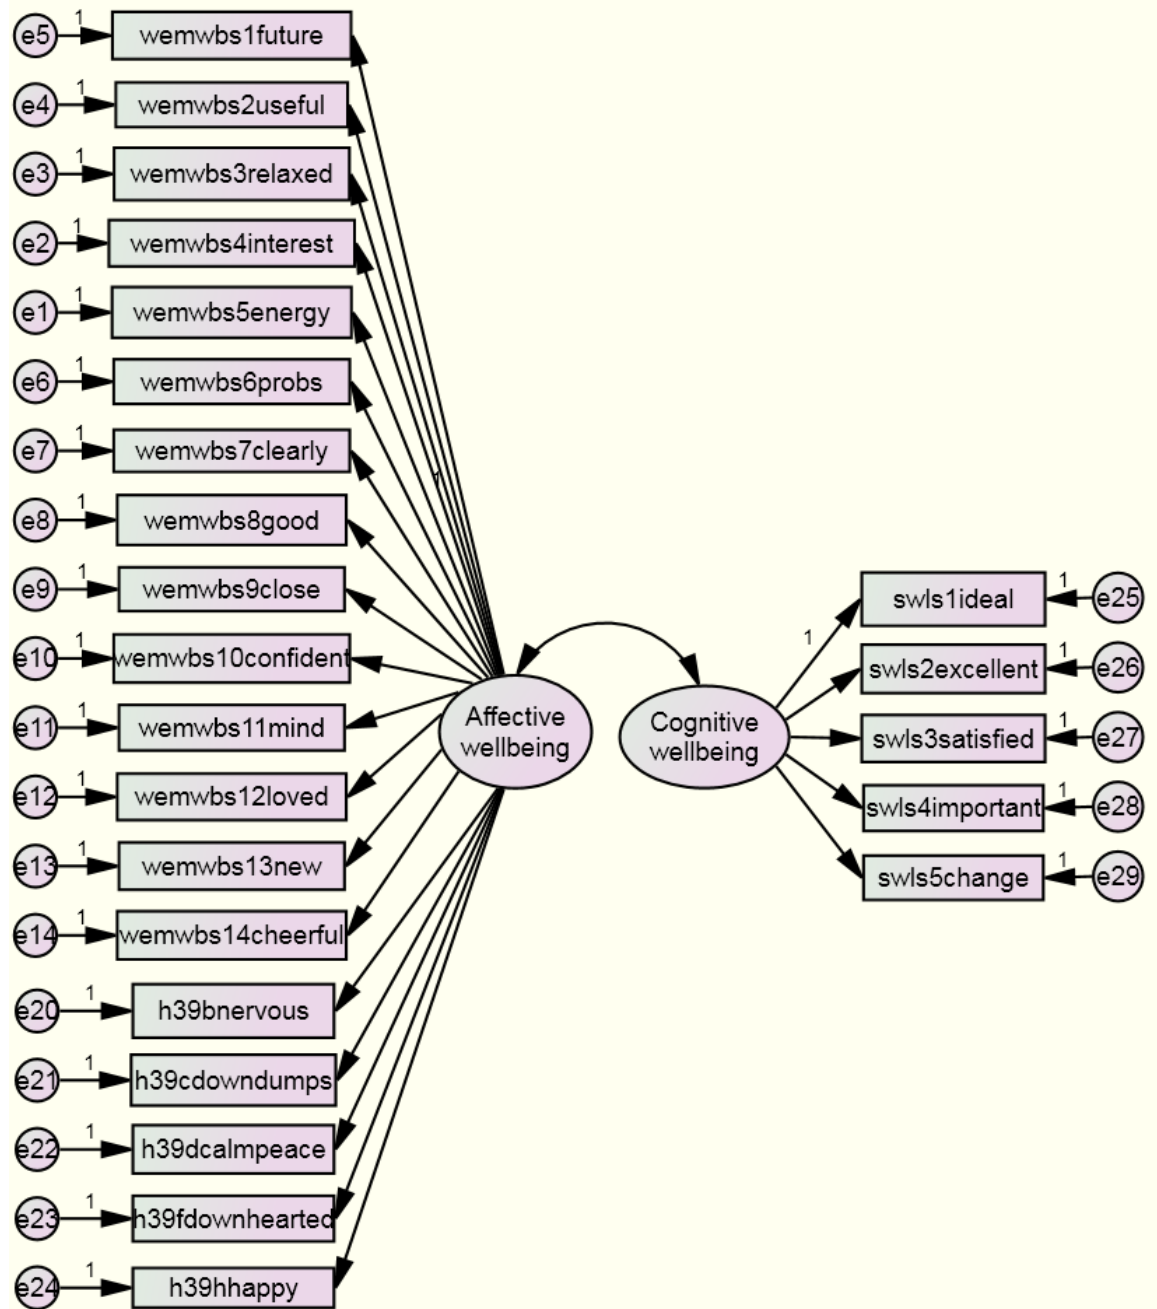 e5 1 wemwbs1future
e4 1 wemwbs2useful
e3 1 wemwbs3relaxed
e2 1 wemwbs4interest
e1 1 wemwbs5energy
e6 1 wemwbs6probs
e7 1 wemwbs7clearly
1
e8 1 wemwbs8good
e9 1 wemwbs9close
e10 1 wemwbs10confident
e11 1 wemwbs11mind
e12 1 wemwbs12loved
e13 1 wemwbs13new
e14 1 wemwbs14cheerful
e20 1 h39bnervous
e21 1 h39cdowndumps
e22 1 h39dcalmpeace
e23 1 h39fdownhearted
e24 1 h39hhappy
Affective
wellbeing
Cognitive
wellbeing
1 swls1ideal 1 e25
swls2excellent 1 e26
swls3satisfied 1 e27
swls4important 1 e28
swls5change 1 e29